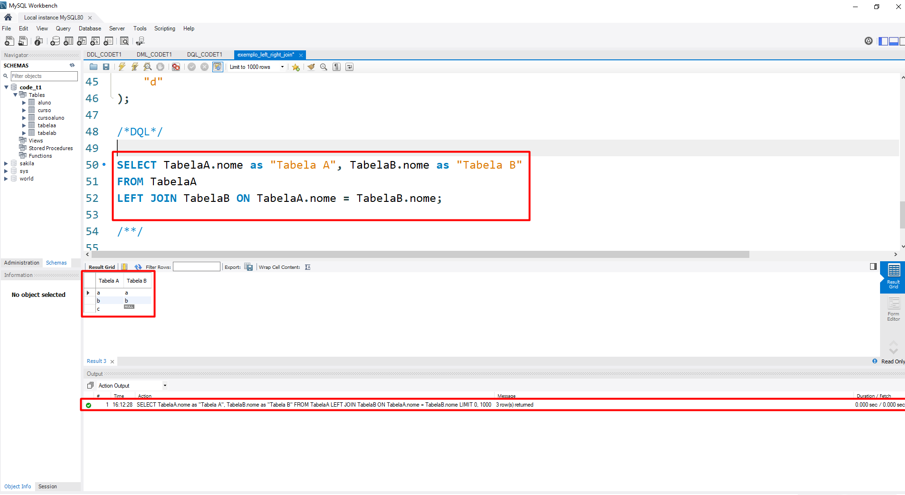 MySQL Workbench
Local instance MySQL80
File Edit View Query Database Server Tools Scripting Help
Navigator
SCHEMAS
Filter objects
code_t1
Tables
aluno
curso
cursoaluno
tabelaa
tabelab
Views
Stored Procedures
Functions
sakila
sys
world
Administration Schemas
Information
No object selected
Object Info Session
DDL_CODET1 DML_CODET1 DQL_CODET1 exemplo_left_right_join*
Limit to 1000 rows
45 "d"
46 );
47
48 /*DQL*/
49
50 SELECT TabelaA.nome as "Tabela A", TabelaB.nome as "Tabela B"
51 FROM TabelaA
52 LEFT JOIN TabelaB ON TabelaA.nome = TabelaB.nome;
53
54 /**/
55
Result Grid Filter Rows: Export: Wrap Cell Content:
Tabela A Tabela B
a a
b b
c NULL
Result Grid
Form Editor
Result 3
Read Only
Output
Action Output
# Time Action Message Duration / Fetch
1 16:12:28 SELECT TabelaA.nome as "Tabela A", TabelaB.nome as "Tabela B" FROM TabelaA LEFT JOIN TabelaB ON TabelaA.nome = TabelaB.nome LIMIT 0, 1000 3 row(s) returned 0.000 sec / 0.000 sec